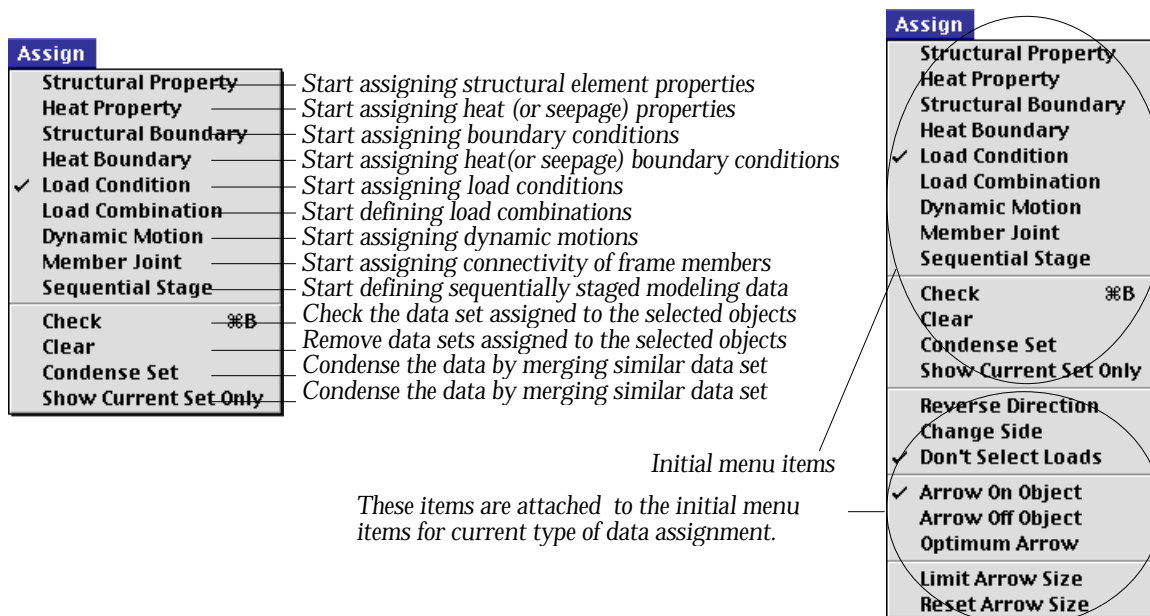 Assign
Structural Property Start assigning structural element properties
Heat Property Start assigning heat (or seepage) properties
Structural Boundary Start assigning boundary conditions
Heat Boundary Start assigning heat(or seepage) boundary conditions
✓ Load Condition Start assigning load conditions
Load Combination Start defining load combinations
Dynamic Motion Start assigning dynamic motions
Member Joint Start assigning connectivity of frame members
Sequential Stage Start defining sequentially staged modeling data
Check ⌘B Check the data set assigned to the selected objects
Clear Remove data sets assigned to the selected objects
Condense Set Condense the data by merging similar data set
Show Current Set Only Condense the data by merging similar data set
Assign
Structural Property
Heat Property
Structural Boundary
Heat Boundary
✓ Load Condition
Load Combination
Dynamic Motion
Member Joint
Sequential Stage
Check ⌘B
Clear
Condense Set
Show Current Set Only
Reverse Direction
Change Side
✓ Don't Select Loads
✓ Arrow On Object
Arrow Off Object
Optimum Arrow
Limit Arrow Size
Reset Arrow Size
Initial menu items
These items are attached to the initial menu
items for current type of data assignment.